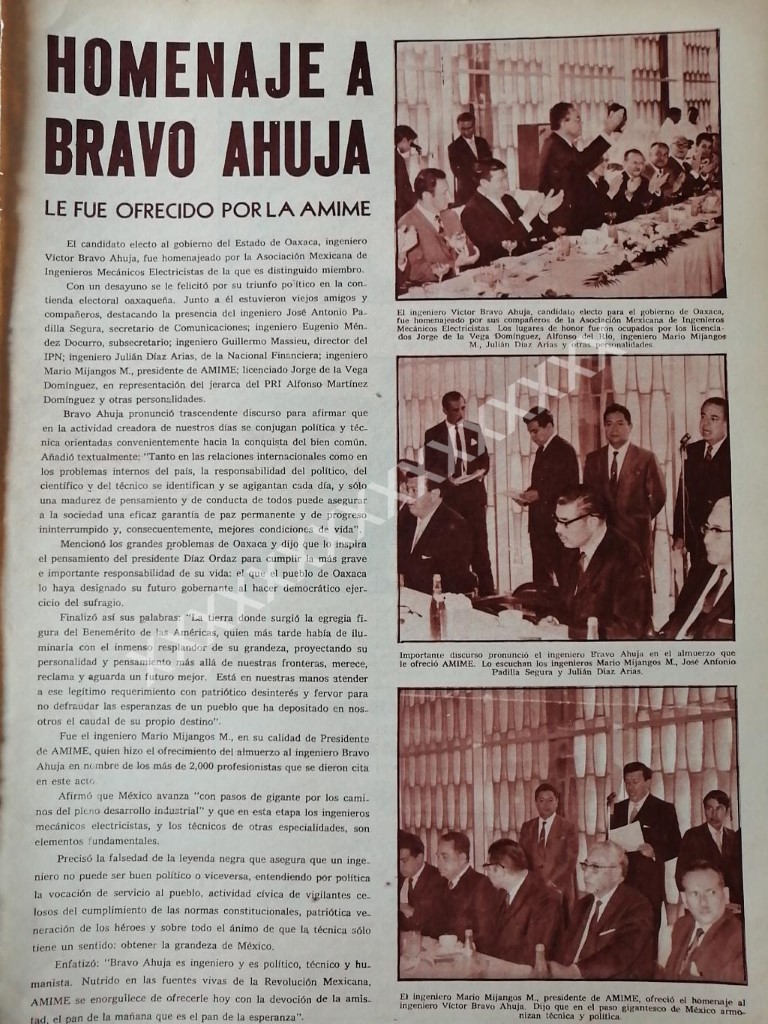 HOMENAJE A
BRAVO AHUJA
LE FUE OFRECIDO POR LA AMIME
El candidato electo al gobierno del Estado de Oaxaca, ingeniero
Víctor Bravo Ahuja, fue homenajeado por la Asociación Mexicana de
Ingenieros Mecánicos Electricistas de la que es distinguido miembro.
Con un desayuno se le felicitó por su triunfo político en la con-
tienda electoral oaxaqueña. Junto a él estuvieron viejos amigos y
compañeros, destacando la presencia del ingeniero José Antonio Pa-
dilla Segura, secretario de Comunicaciones; ingeniero Eugenio Mén-
dez Docurro, subsecretario; ingeniero Guillermo Massieu, director del
IPN; ingeniero Julián Díaz Arias, de la Nacional Financiera; ingeniero
Mario Mijangos M., presidente de AMIME; licenciado Jorge de la Vega
Domínguez, en representación del jerarca del PRI Alfonso Martínez
Domínguez y otras personalidades.
Bravo Ahuja pronunció trascendente discurso para afirmar que
en la actividad creadora de nuestros días se conjugan política y téc-
nica orientadas convenientemente hacia la conquista del bien común.
Añadió textualmente: "Tanto en las relaciones internacionales como en
los problemas internos del país, la responsabilidad del político, del
científico y del técnico se identifican y se agigantan cada día, y sólo
una madurez de pensamiento y de conducta de todos puede asegurar
a la sociedad una eficaz garantía de paz permanente y de progreso
ininterrumpido y, consecuentemente, mejores condiciones de vida".
Mencionó los grandes problemas de Oaxaca y dijo que lo inspira
el pensamiento del presidente Díaz Ordaz para cumplir la más grave
e importante responsabilidad de su vida: el que el pueblo de Oaxaca
lo haya designado su futuro gobernante al hacer democrático ejer-
cicio del sufragio.
Finalizó así sus palabras: "La tierra donde surgió la egregia fi-
gura del Benemérito de las Américas, quien más tarde había de ilu-
minarla con el inmenso resplandor de su grandeza, proyectando su
personalidad y pensamiento más allá de nuestras fronteras, merece,
reclama y aguarda un futuro mejor. Está en nuestras manos atender
a ese legítimo requerimiento con patriótico desinterés y fervor para
no defraudar las esperanzas de un pueblo que ha depositado en nos-
otros el caudal de su propio destino".
Fue el ingeniero Mario Mijangos M., en su calidad de Presidente
de AMIME, quien hizo el ofrecimiento del almuerzo al ingeniero Bravo
Ahuja en nombre de los más de 2,000 profesionistas que se dieron cita
en este acto.
Afirmó que México avanza "con pasos de gigante por los cami-
nos del pleno desarrollo industrial" y que en esta etapa los ingenieros
mecánicos electricistas, y los técnicos de otras especialidades, son
elementos fundamentales.
Precisó la falsedad de la leyenda negra que asegura que un inge-
niero no puede ser buen político o viceversa, entendiendo por política
la vocación de servicio al pueblo, actividad cívica de vigilantes ce-
losos del cumplimiento de las normas constitucionales, patriótica ve-
neración de los héroes y sobre todo el ánimo de que la técnica sólo
tiene un sentido: obtener la grandeza de México.
Enfatizó: "Bravo Ahuja es ingeniero y es político, técnico y hu-
manista. Nutrido en las fuentes vivas de la Revolución Mexicana,
AMIME se enorgullece de ofrecerle hoy con la devoción de la amis-
tad, el pan de la mañana que es el pan de la esperanza".
El ingeniero Víctor Bravo Ahuja, candidato electo para el gobierno de Oaxaca,
fue homenajeado por sus compañeros de la Asociación Mexicana de Ingenieros
Mecánicos Electricistas. Los lugares de honor fueron ocupados por los licencia-
dos Jorge de la Vega Domínguez, Alfonso del Río, ingeniero Mario Mijangos
M., Julián Díaz Arias y otras personalidades.
Importante discurso pronunció el ingeniero Bravo Ahuja en el almuerzo que
le ofreció AMIME. Lo escuchan los ingenieros Mario Mijangos M., José Antonio
Padilla Segura y Julián Díaz Arias.
El ingeniero Mario Mijangos M., presidente de AMIME, ofreció el homenaje al
ingeniero Víctor Bravo Ahuja. Dijo que en el paso gigantesco de México armo-
nizan técnica y política.